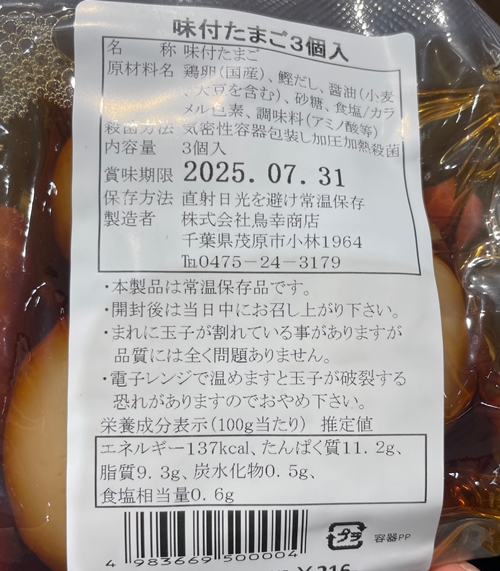 味付たまご3個入
名 称 味付たまご
原材料名 鶏卵(国産)、鰹だし、醤油(小麦
、大豆を含む)、砂糖、食塩/カラ
メル色素、調味料(アミノ酸等)
殺菌方法 気密性容器包装し加圧加熱殺菌
内容量 3個入
賞味期限 2025.07.31
保存方法 直射日光を避け常温保存
製造者 株式会社鳥幸商店
千葉県茂原市小林1964
℡0475-24-3179
・本製品は常温保存品です。
・開封後は当日中にお召し上がり下さい。
・まれに玉子が割れている事がありますが
品質には全く問題ありません。
・電子レンジで温めますと玉子が破裂する
恐れがありますのでおやめ下さい。
栄養成分表示(100g当たり) 推定値
エネルギー137kcal、たんぱく質11.2g、
脂質9.3g、炭水化物0.5g、
食塩相当量0.6g
4 983669 500004
プラ 容器PP
¥216